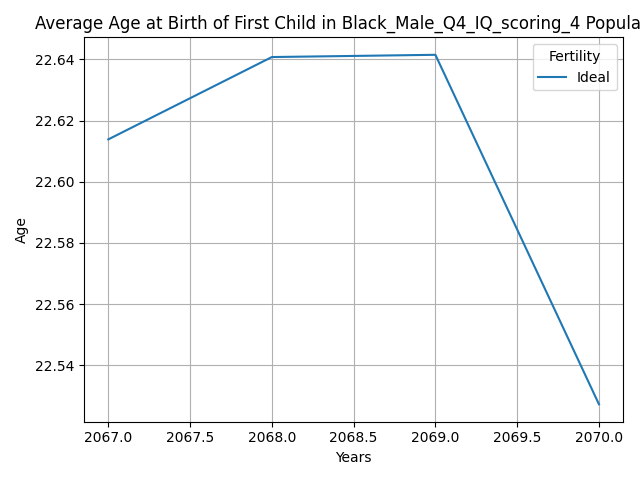 Average Age at Birth of First Child in Black_Male_Q4_IQ_scoring_4 Popula
Fertility
Ideal
22.64
22.62
22.60
22.58
22.56
22.54
Age
2067.0 2067.5 2068.0 2068.5 2069.0 2069.5 2070.0
Years